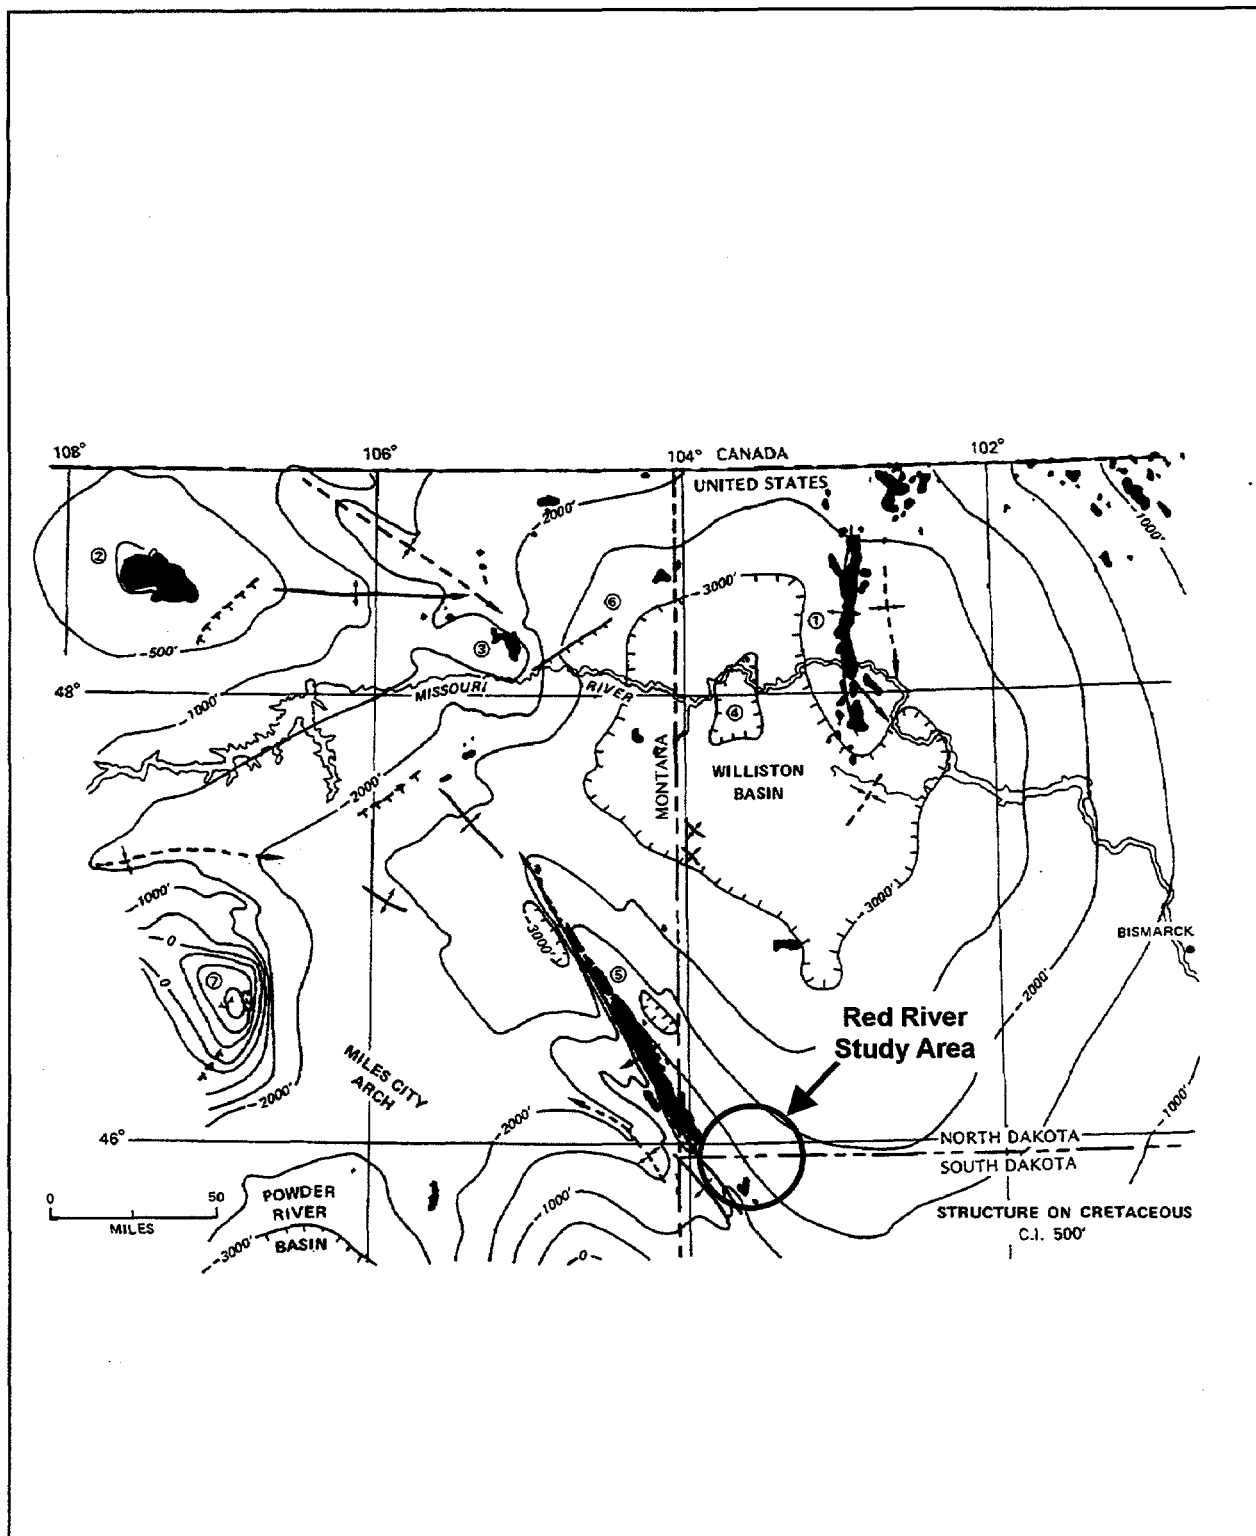 108°
106°
104°
CANADA
102°
UNITED STATES
-2000'
-1000'
②
-3000'
⑥
①
③
-500'
48°
MISSOURI
RIVER
-1000'
④
MONTANA
WILLISTON
BASIN
-2000'
-1000'
-3000'
BISMARCK
0
-3000'
⑤
⑦
0
-2000'
Red River
Study Area
MILES CITY
ARCH
-2000'
-2000'
-1000'
46°
NORTH DAKOTA
SOUTH DAKOTA
0
50
MILES
POWDER
RIVER
BASIN
-1000'
STRUCTURE ON CRETACEOUS
C.I. 500'
-3000'
0